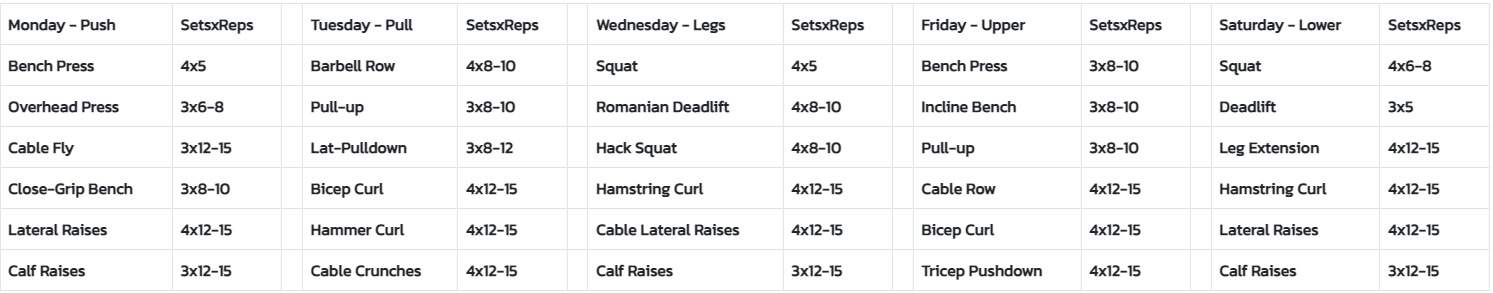 Monday - Push SetsxReps Tuesday - Pull SetsxReps Wednesday - Legs SetsxReps Friday - Upper SetsxReps Saturday - Lower SetsxReps
Bench Press 4x5 Barbell Row 4x8-10 Squat 4x5 Bench Press 3x8-10 Squat 4x6-8
Overhead Press 3x6-8 Pull-up 3x8-10 Romanian Deadlift 4x8-10 Incline Bench 3x8-10 Deadlift 3x5
Cable Fly 3x12-15 Lat-Pulldown 3x8-12 Hack Squat 4x8-10 Pull-up 3x8-10 Leg Extension 4x12-15
Close-Grip Bench 3x8-10 Bicep Curl 4x12-15 Hamstring Curl 4x12-15 Cable Row 4x12-15 Hamstring Curl 4x12-15
Lateral Raises 4x12-15 Hammer Curl 4x12-15 Cable Lateral Raises 4x12-15 Bicep Curl 4x12-15 Lateral Raises 4x12-15
Calf Raises 3x12-15 Cable Crunches 4x12-15 Calf Raises 3x12-15 Tricep Pushdown 4x12-15 Calf Raises 3x12-15